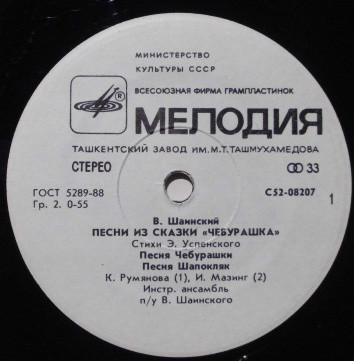 МИНИСТЕРСТВО
КУЛЬТУРЫ СССР
ВСЕСОЮЗНАЯ ФИРМА ГРАМПЛАСТИНОК
МЕЛОДИЯ
ТАШКЕНТСКИЙ ЗАВОД ИМ. М.Т. ТАШМУХАМЕДОВА
СТЕРЕО 33
ГОСТ 5289-88 С52-08207
Гр. 2. 0-55 1
В. Шаинский
ПЕСНИ ИЗ СКАЗКИ «ЧЕБУРАШКА»
Стихи Э. Успенского
Песня Чебурашки
Песня Шапокляк
К. Румянова (1), И. Мазинг (2)
Инстр. ансамбль
п/у В. Шаинского